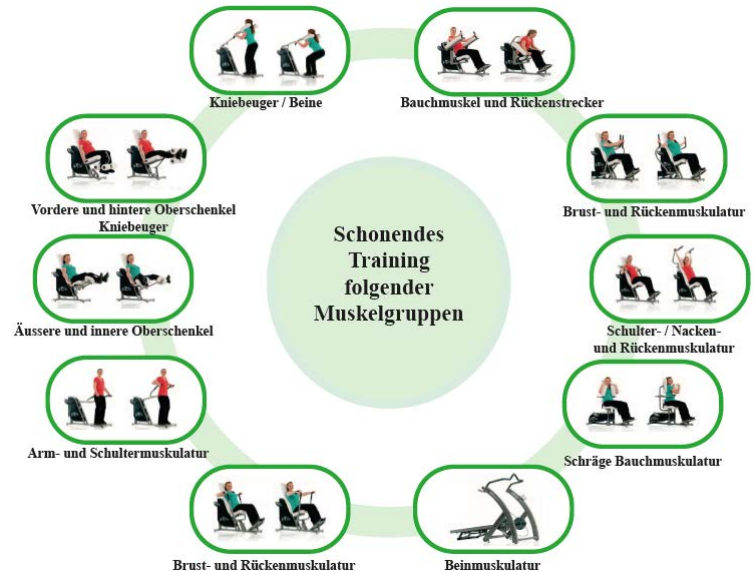 Kniebeuger / Beine
Bauchmuskel und Rückenstrecker
Vordere und hintere Oberschenkel
Kniebeuger
Brust- und Rückenmuskulatur
Schonendes
Training
folgender
Muskelgruppen
Äussere und innere Oberschenkel
Schulter- / Nacken-
und Rückenmuskulatur
Arm- und Schultermuskulatur
Schräge Bauchmuskulatur
Brust- und Rückenmuskulatur
Beinmuskulatur